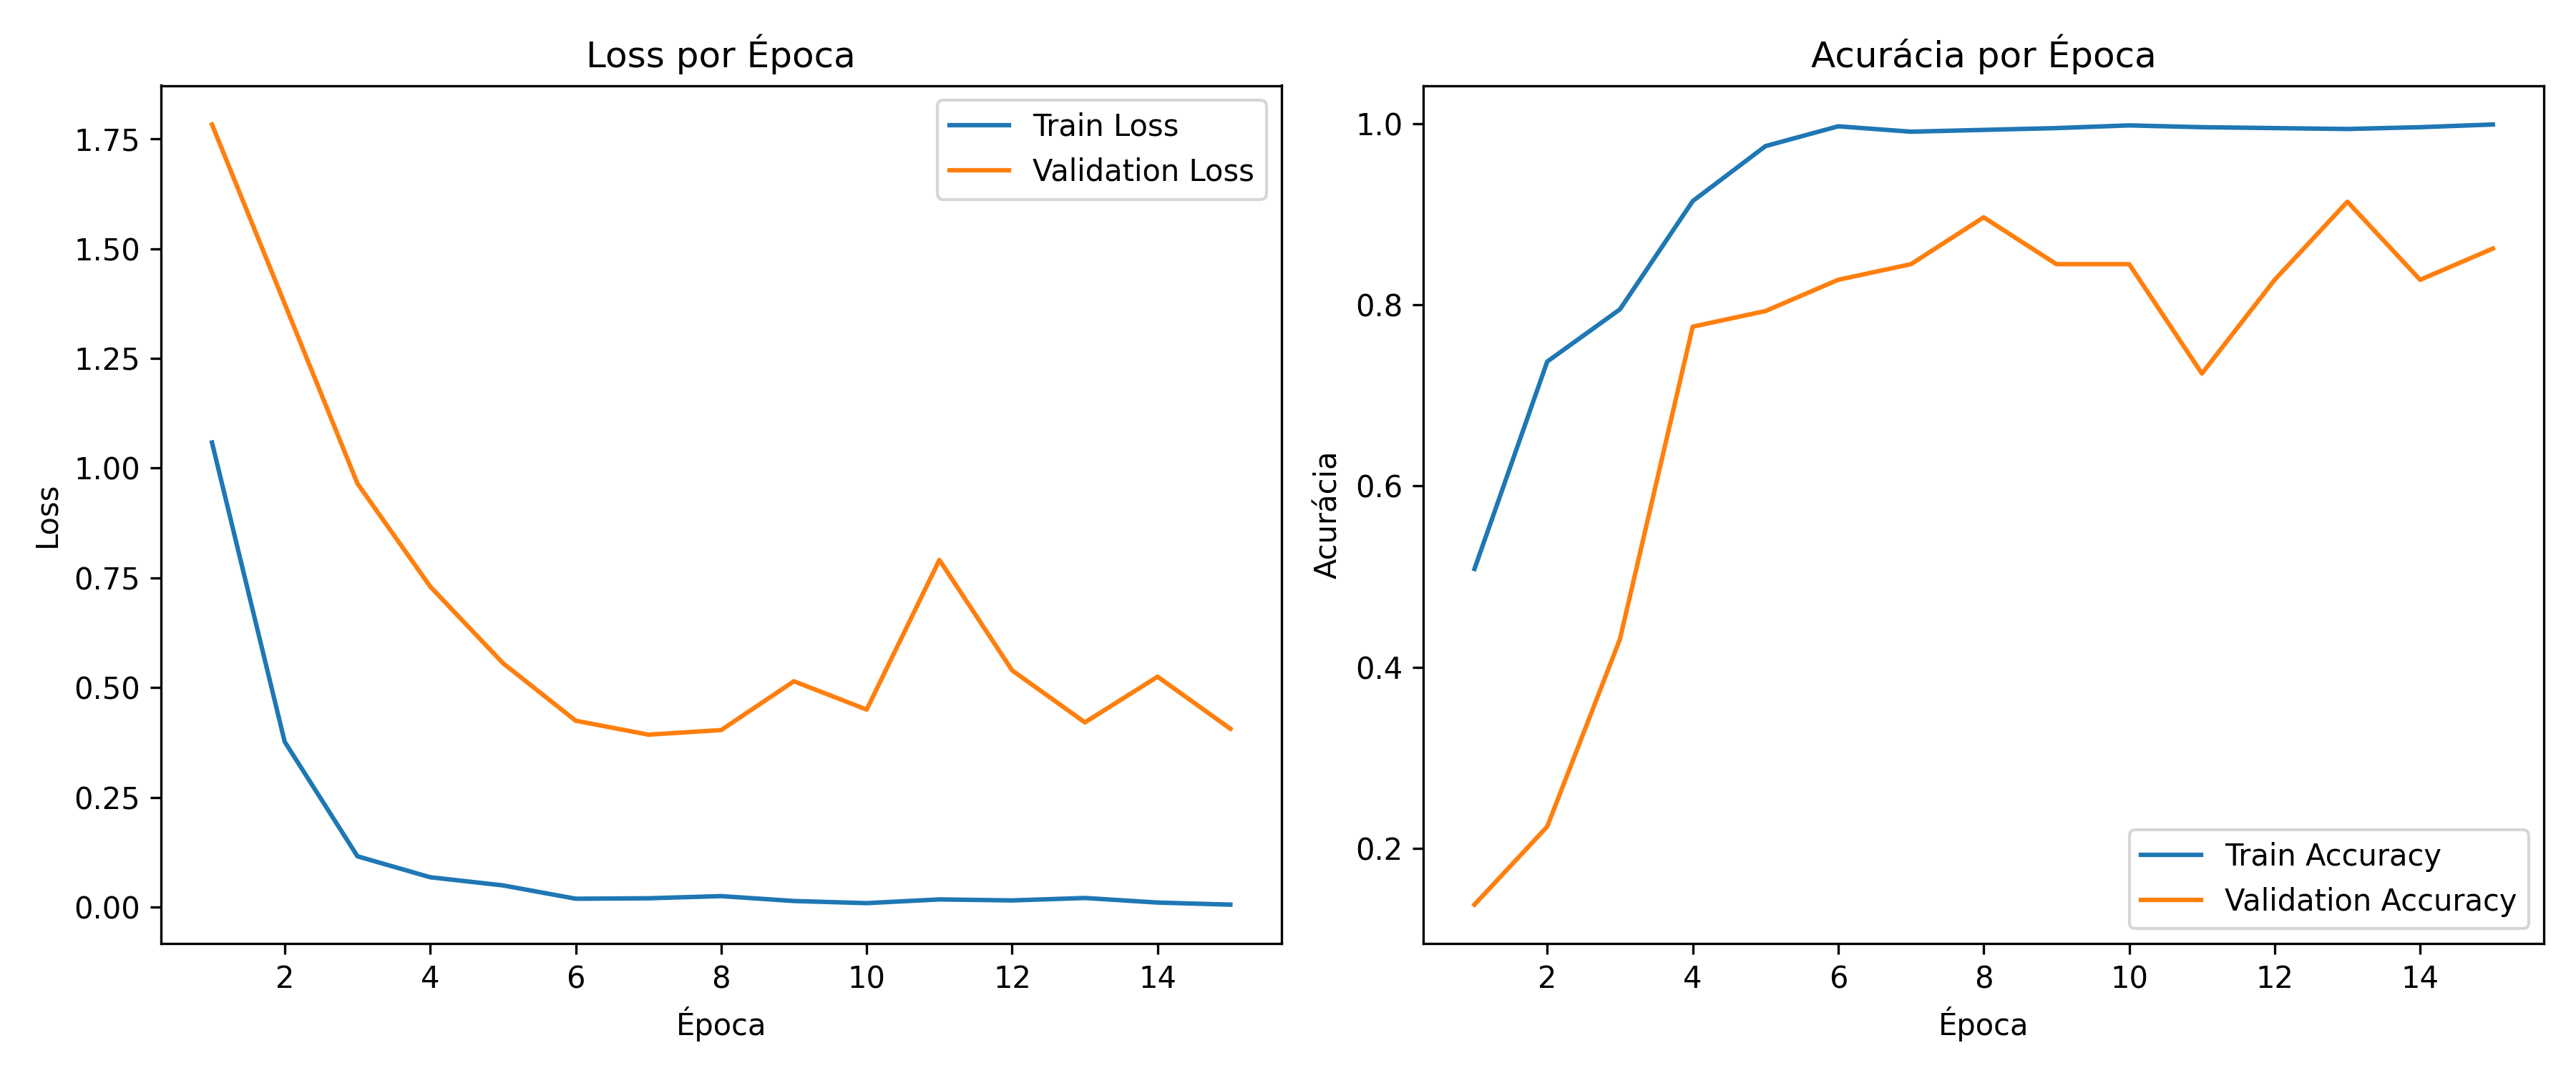 Loss por Época
Train Loss
Validation Loss
1.75
1.50
1.25
1.00
0.75
0.50
0.25
0.00
Loss
2 4 6 8 10 12 14
Época
Acurácia por Época
1.0
0.8
0.6
0.4
0.2
Acurácia
Train Accuracy
Validation Accuracy
2 4 6 8 10 12 14
Época